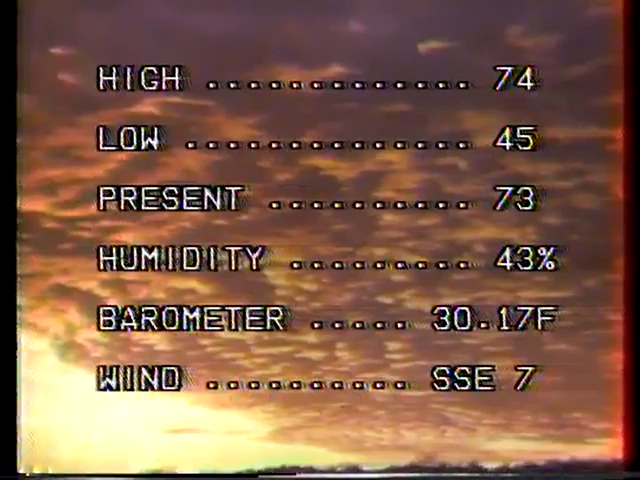 HIGH ............. 74
LOW .............. 45
PRESENT .......... 73
HUMIDITY ......... 43%
BAROMETER ..... 30.17F
WIND .......... SSE 7